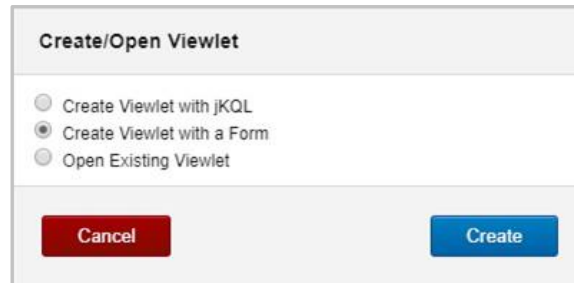 Create/Open Viewlet
Create Viewlet with jKQL
Create Viewlet with a Form
Open Existing Viewlet
Cancel Create